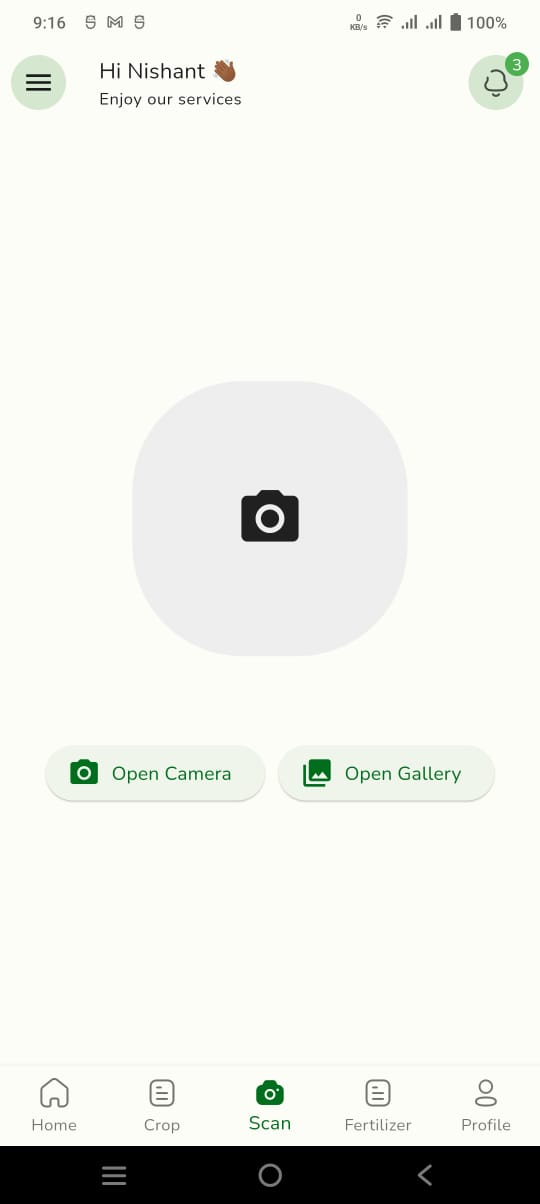 9:16
0
KB/s
100%
Hi Nishant 👋🏾
3
Enjoy our services
Open Camera
Open Gallery
Home
Crop
Scan
Fertilizer
Profile